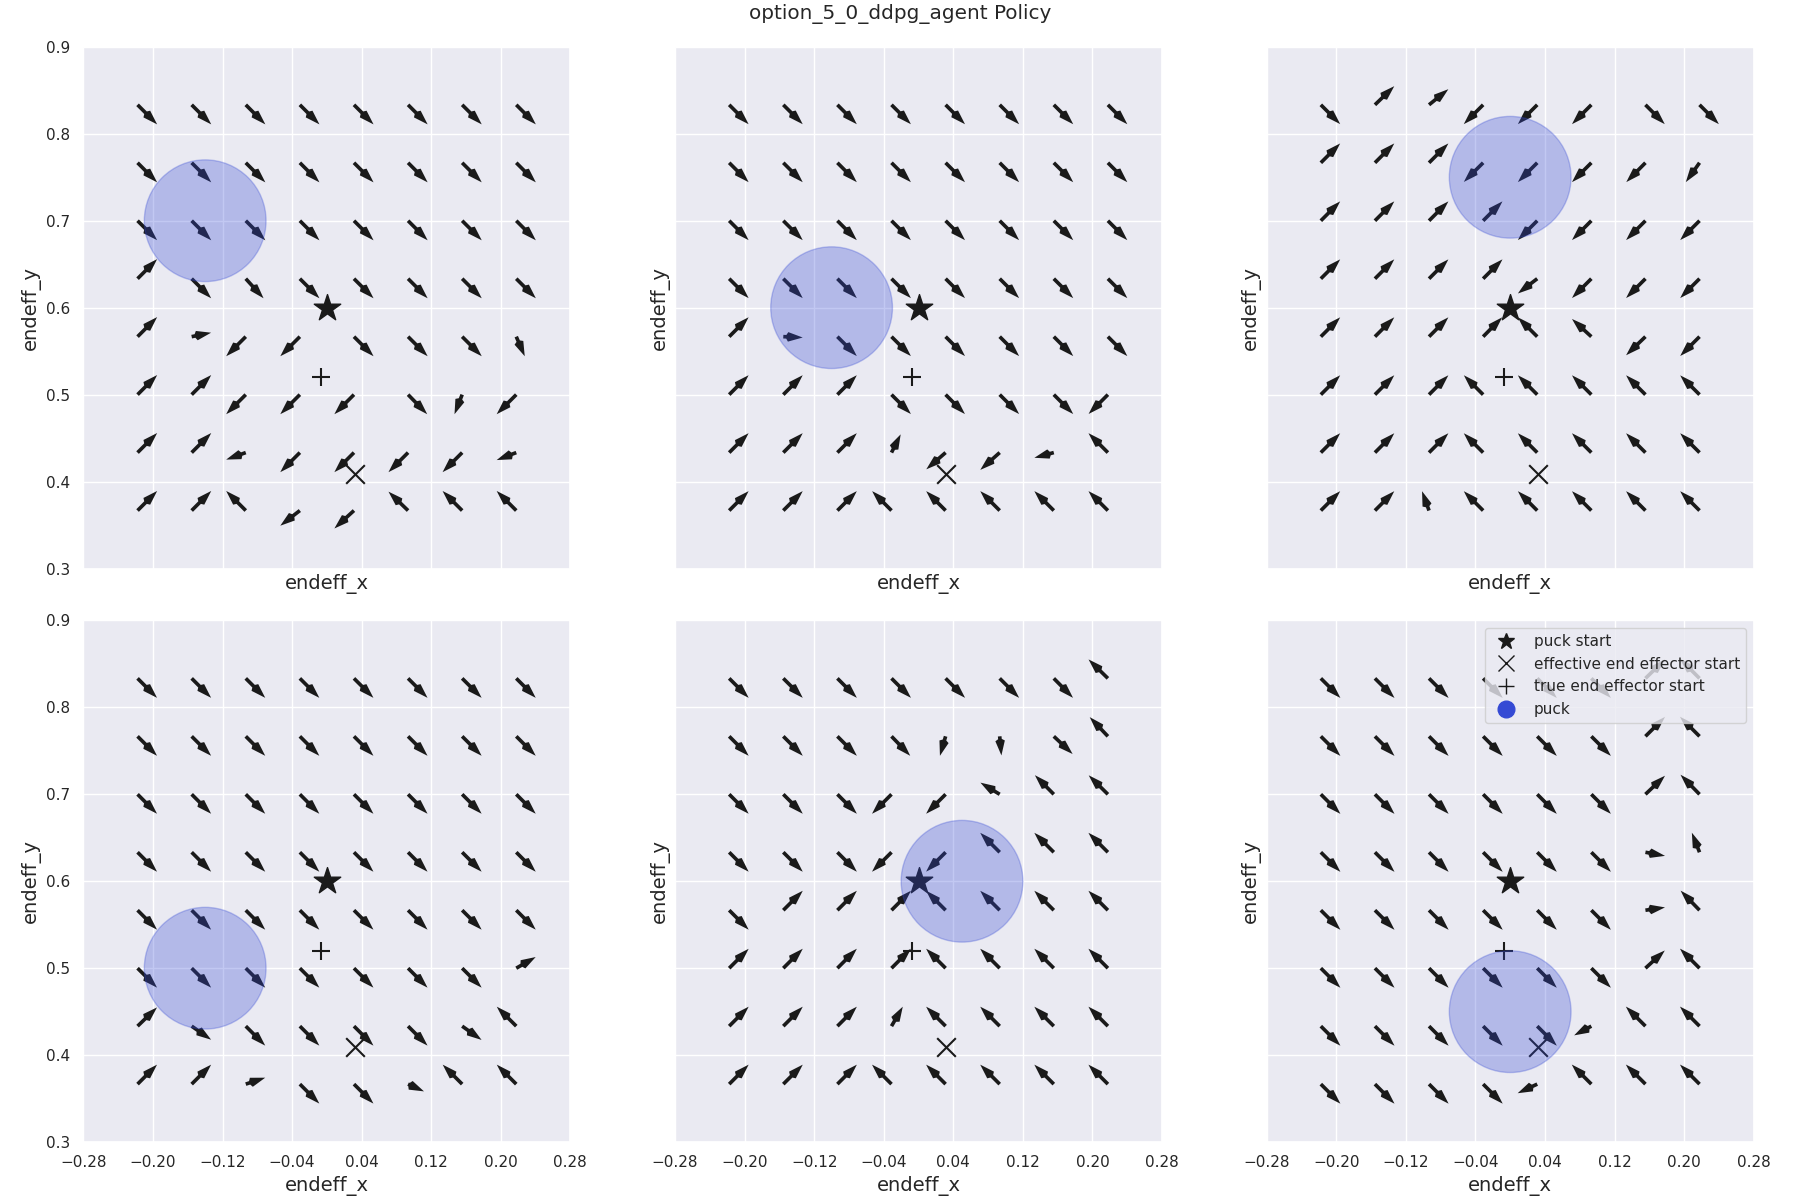 option_5_0_ddpg_agent Policy
0.9
0.8
0.7
0.6
0.5
0.4
0.3
endeff_y
endeff_x
endeff_y
endeff_x
endeff_y
endeff_x
0.9
0.8
0.7
0.6
0.5
0.4
0.3
endeff_y
−0.28 −0.20 −0.12 −0.04 0.04 0.12 0.20 0.28
endeff_x
endeff_y
−0.28 −0.20 −0.12 −0.04 0.04 0.12 0.20 0.28
endeff_x
puck start
effective end effector start
true end effector start
puck
endeff_y
−0.28 −0.20 −0.12 −0.04 0.04 0.12 0.20 0.28
endeff_x